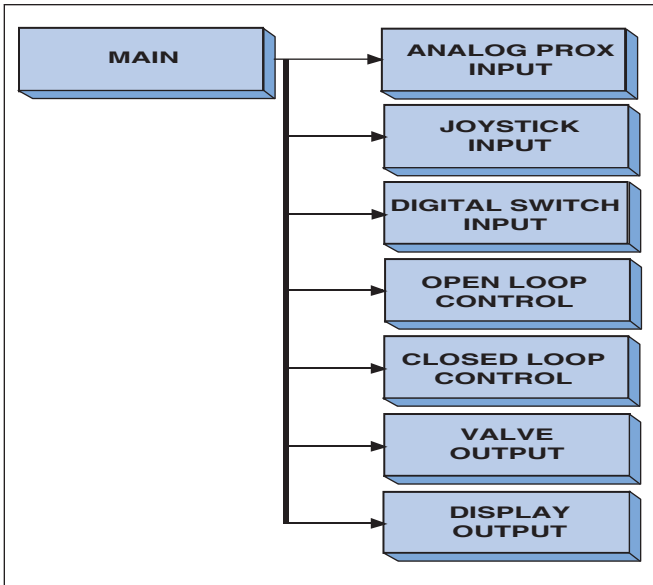 MAIN
ANALOG PROX
INPUT
JOYSTICK
INPUT
DIGITAL SWITCH
INPUT
OPEN LOOP
CONTROL
CLOSED LOOP
CONTROL
VALVE
OUTPUT
DISPLAY
OUTPUT